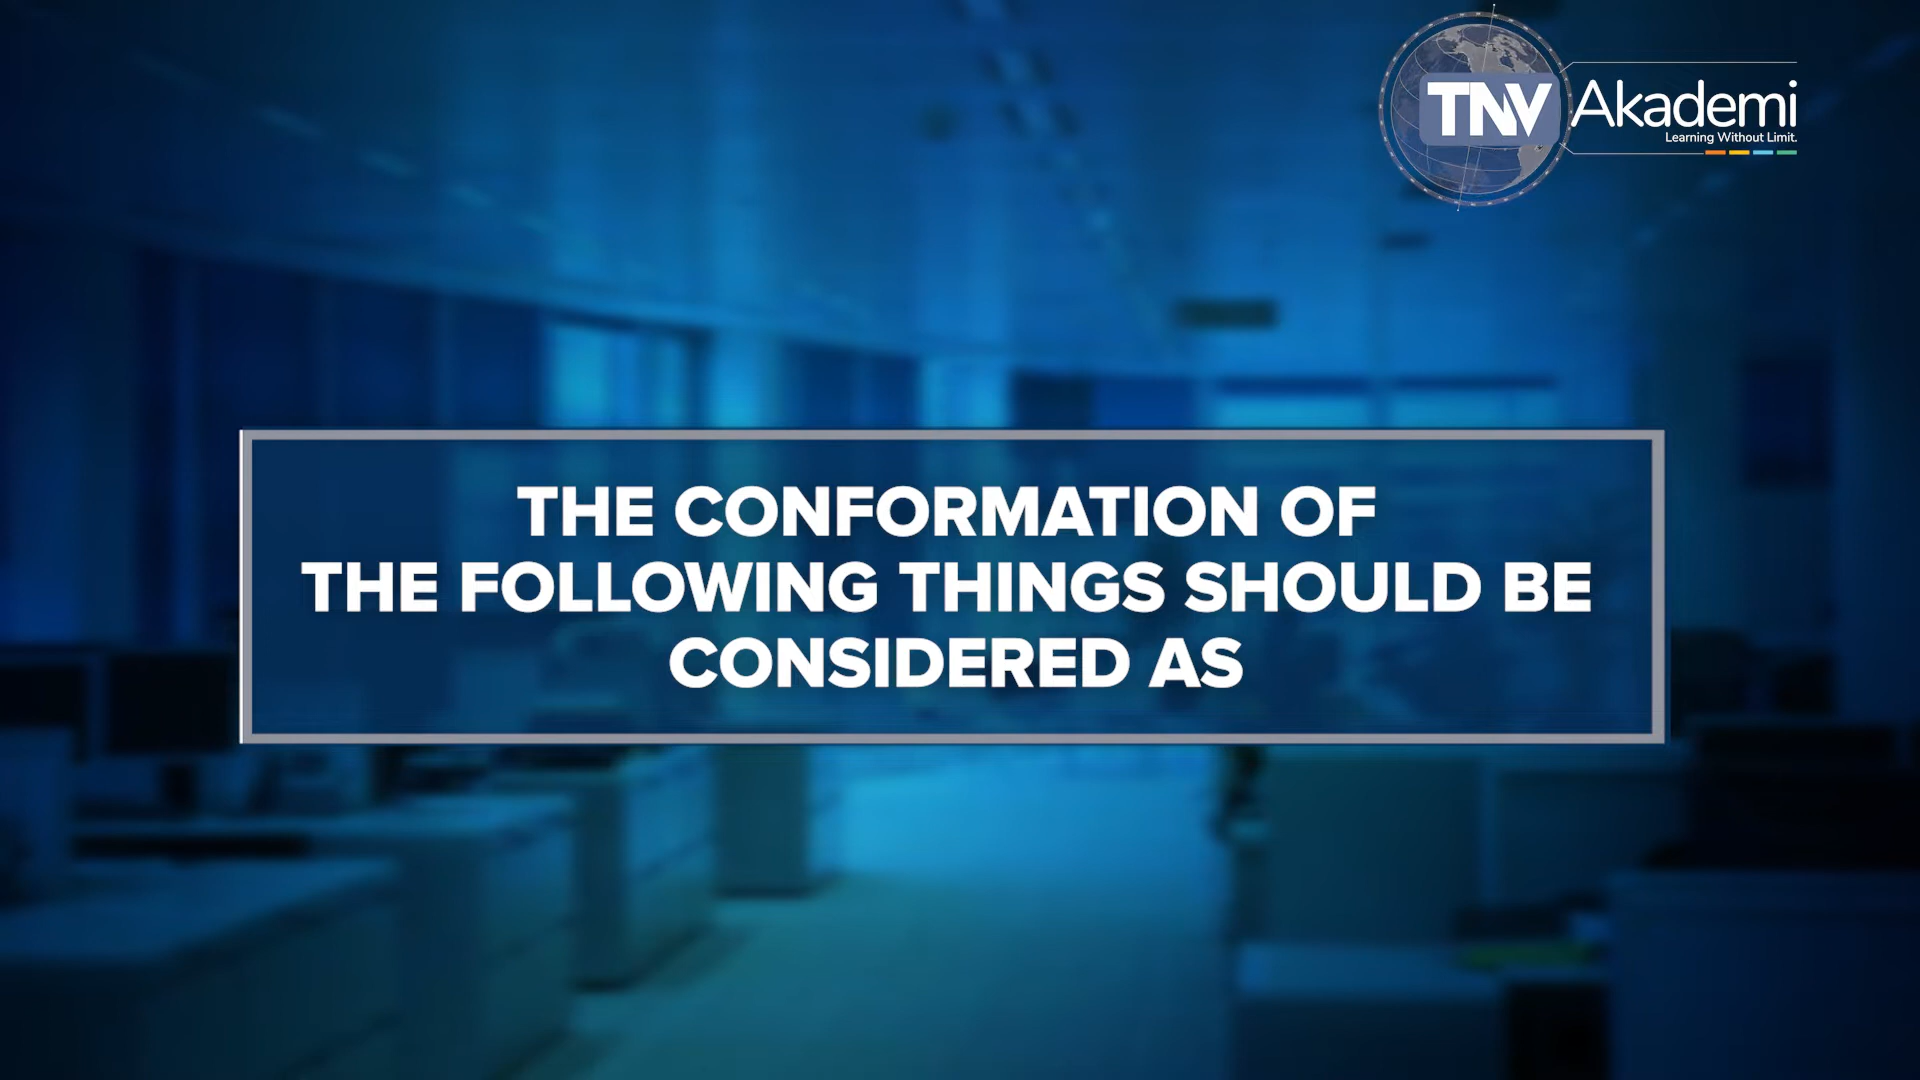 TNV Akademi
Learning Without Limit.
THE CONFORMATION OF
THE FOLLOWING THINGS SHOULD BE
CONSIDERED AS